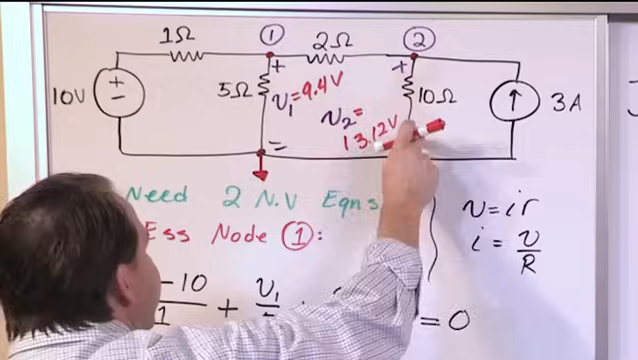 1Ω ① 2Ω ②
10V + − 5Ω + v₁=9.4V − v₂=13.12V + 10Ω 3A
Need 2 N.V Eqns
Ess Node ①:
v=ir
i = v/R
−10/1 + v₁/ = 0